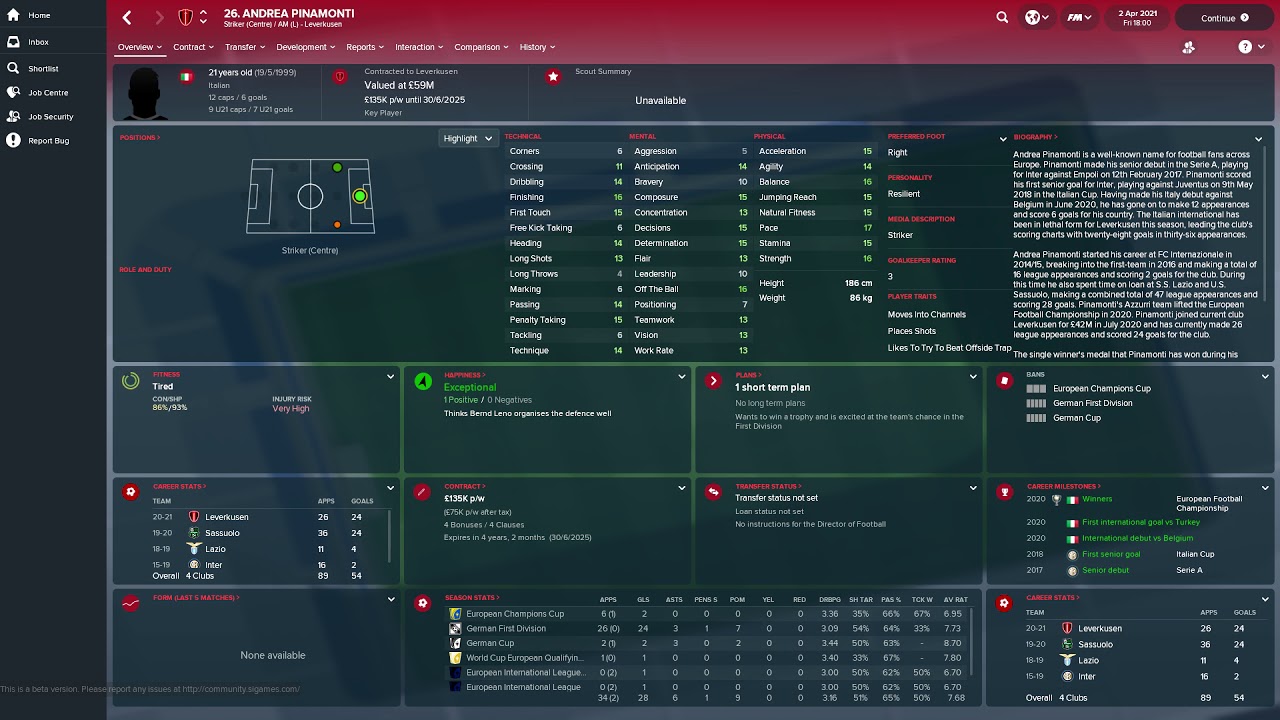 Home
Inbox
Shortlist
Job Centre
Job Security
Report Bug
26. ANDREA PINAMONTI
Striker (Centre) / AM (L) - Leverkusen
FM
2 Apr 2021
Fri 18:00
Continue
Overview Contract Transfer Development Reports Interaction Comparison History
?
21 years old (19/5/1999)
Italian
12 caps / 6 goals
9 U21 caps / 7 U21 goals
Contracted to Leverkusen
Valued at £59M
£135K p/w until 30/6/2025
Key Player
Scout Summary
Unavailable
POSITIONS >
Highlight
Striker (Centre)
ROLE AND DUTY
TECHNICAL
Corners 6
Crossing 11
Dribbling 14
Finishing 16
First Touch 15
Free Kick Taking 6
Heading 14
Long Shots 13
Long Throws 4
Marking 6
Passing 14
Penalty Taking 15
Tackling 6
Technique 14
MENTAL
Aggression 5
Anticipation 14
Bravery 10
Composure 15
Concentration 13
Decisions 15
Determination 15
Flair 13
Leadership 10
Off The Ball 16
Positioning 7
Teamwork 13
Vision 13
Work Rate 13
PHYSICAL
Acceleration 15
Agility 14
Balance 16
Jumping Reach 15
Natural Fitness 15
Pace 17
Stamina 15
Strength 16
Height 186 cm
Weight 86 kg
PREFERRED FOOT
Right
PERSONALITY
Resilient
MEDIA DESCRIPTION
Striker
GOALKEEPER RATING
3
PLAYER TRAITS
Moves Into Channels
Places Shots
Likes To Try To Beat Offside Trap
BIOGRAPHY >
Andrea Pinamonti is a well-known name for football fans across
Europe. Pinamonti made his senior debut in the Serie A, playing
for Inter against Empoli on 12th February 2017. Pinamonti scored
his first senior goal for Inter, playing against Juventus on 9th May
2018 in the Italian Cup. Having made his Italy debut against
Belgium in June 2020, he has gone on to make 12 appearances
and score 6 goals for his country. The Italian international has
been in lethal form for Leverkusen this season, leading the club's
scoring charts with twenty-eight goals in thirty-six appearances.
Andrea Pinamonti started his career at FC Internazionale in
2014/15, breaking into the first-team in 2016 and making a total of
16 league appearances and scoring 2 goals for the club. During
this time he also spent time on loan at S.S. Lazio and U.S.
Sassuolo, making a combined total of 47 league appearances and
scoring 28 goals. Pinamonti's Azzurri team lifted the European
Football Championship in 2020. Pinamonti joined current club
Leverkusen for £42M in July 2020 and has currently made 26
league appearances and scored 24 goals for the club.
The single winner's medal that Pinamonti has won during his
FITNESS
Tired
CON/SHP
86%/93%
INJURY RISK
Very High
HAPPINESS >
Exceptional
1 Positive / 0 Negatives
Thinks Bernd Leno organises the defence well
PLANS >
1 short term plan
No long term plans
Wants to win a trophy and is excited at the team's chance in the
First Division
BANS
European Champions Cup
German First Division
German Cup
CAREER STATS >
TEAM APPS GOALS
20-21 Leverkusen 26 24
19-20 Sassuolo 36 24
18-19 Lazio 11 4
15-19 Inter 16 2
Overall 4 Clubs 89 54
CONTRACT >
£135K p/w
(£75K p/w after tax)
4 Bonuses / 4 Clauses
Expires in 4 years, 2 months (30/6/2025)
TRANSFER STATUS >
Transfer status not set
Loan status not set
No instructions for the Director of Football
CAREER MILESTONES >
2020 Winners European Football
Championship
2020 First international goal vs Turkey
2020 International debut vs Belgium
2018 First senior goal Italian Cup
2017 Senior debut Serie A
FORM (LAST 5 MATCHES) >
None available
SEASON STATS > APPS GLS ASTS PENS S POM YEL RED DRBPG SH TAR PAS % TCK W AV RAT
European Champions Cup 6 (1) 2 0 0 0 0 0 3.36 35% 66% 67% 6.95
German First Division 26 (0) 24 3 1 7 0 0 3.09 54% 64% 33% 7.73
German Cup 2 (1) 2 3 0 2 0 0 3.44 50% 63% - 8.70
World Cup European Qualifyin... 1 (0) 1 0 0 0 0 0 3.40 33% 67% - 7.80
European International League... 0 (2) 1 0 0 0 0 0 3.00 50% 62% 50% 6.70
European International League 0 (2) 1 0 0 0 0 0 3.00 50% 62% 50% 6.70
34 (2) 28 6 1 9 0 0 3.16 51% 65% 50% 7.68
CAREER STATS >
TEAM APPS GOALS
20-21 Leverkusen 26 24
19-20 Sassuolo 36 24
18-19 Lazio 11 4
15-19 Inter 16 2
Overall 4 Clubs 89 54
This is a beta version. Please report any issues at http://community.sigames.com/